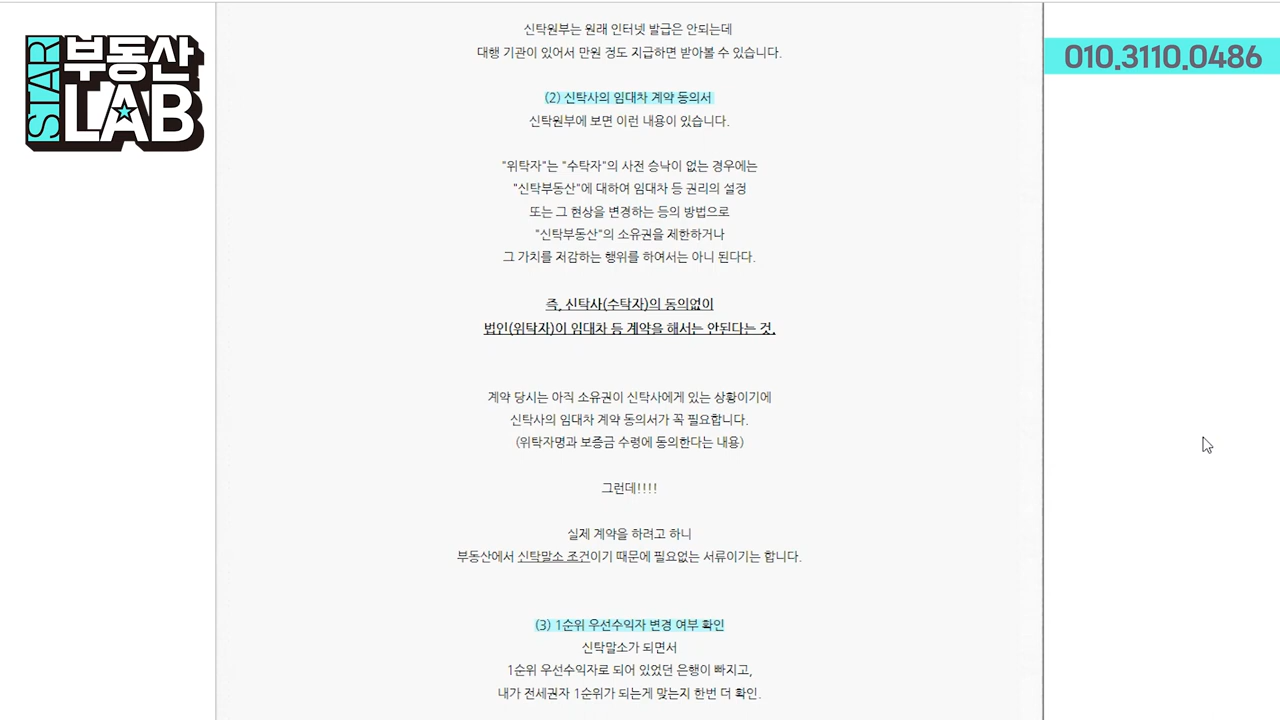 STAR
부동산
LAB
010.3110.0486
신탁원부는 원래 인터넷 발급은 안되는데
대행 기관이 있어서 만원 정도 지급하면 받아볼 수 있습니다.
(2) 신탁사의 임대차 계약 동의서
신탁원부에 보면 이런 내용이 있습니다.
"위탁자"는 "수탁자"의 사전 승낙이 없는 경우에는
"신탁부동산"에 대하여 임대차 등 권리의 설정
또는 그 현상을 변경하는 등의 방법으로
"신탁부동산"의 소유권을 제한하거나
그 가치를 저감하는 행위를 하여서는 아니 된다다.
즉, 신탁사(수탁자)의 동의없이
법인(위탁자)이 임대차 등 계약을 해서는 안된다는 것.
계약 당시는 아직 소유권이 신탁사에게 있는 상황이기에
신탁사의 임대차 계약 동의서가 꼭 필요합니다.
(위탁자명과 보증금 수령에 동의한다는 내용)
그런데!!!!
실제 계약을 하려고 하니
부동산에서 신탁말소 조건이기 때문에 필요없는 서류이기는 합니다.
(3) 1순위 우선수익자 변경 여부 확인
신탁말소가 되면서
1순위 우선수익자로 되어 있었던 은행이 빠지고,
내가 전세권자 1순위가 되는게 맞는지 한번 더 확인.